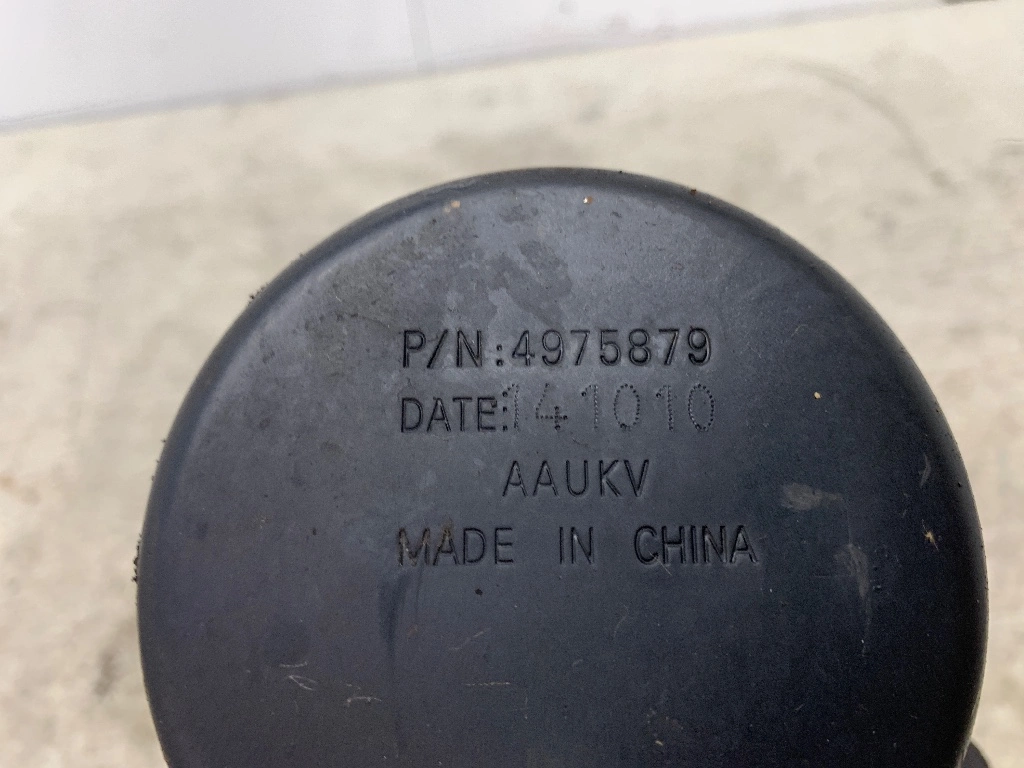 P/N:4975879
DATE:141010
AAUKV
MADE IN CHINA